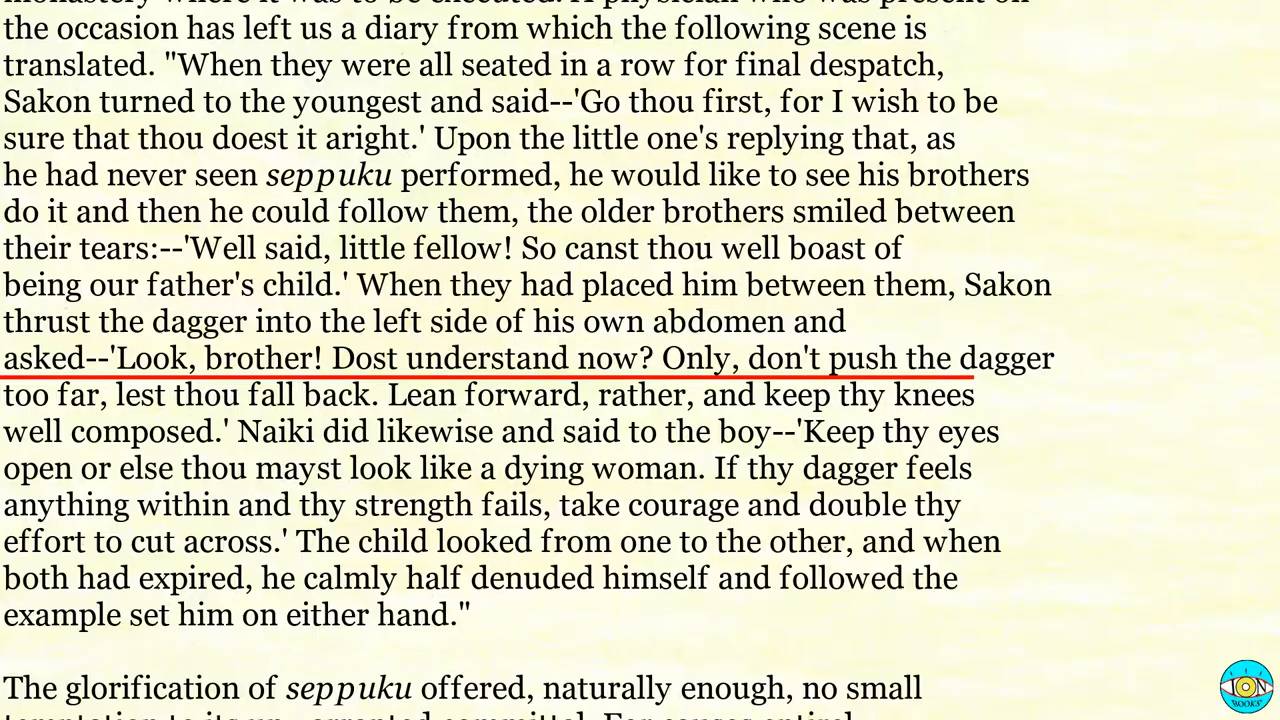 the occasion has left us a diary from which the following scene is
translated. "When they were all seated in a row for final despatch,
Sakon turned to the youngest and said--'Go thou first, for I wish to be
sure that thou doest it aright.' Upon the little one's replying that, as
he had never seen seppuku performed, he would like to see his brothers
do it and then he could follow them, the older brothers smiled between
their tears:--'Well said, little fellow! So canst thou well boast of
being our father's child.' When they had placed him between them, Sakon
thrust the dagger into the left side of his own abdomen and
asked--'Look, brother! Dost understand now? Only, don't push the dagger
too far, lest thou fall back. Lean forward, rather, and keep thy knees
well composed.' Naiki did likewise and said to the boy--'Keep thy eyes
open or else thou mayst look like a dying woman. If thy dagger feels
anything within and thy strength fails, take courage and double thy
effort to cut across.' The child looked from one to the other, and when
both had expired, he calmly half denuded himself and followed the
example set him on either hand."
The glorification of seppuku offered, naturally enough, no small
ION
BOOKS